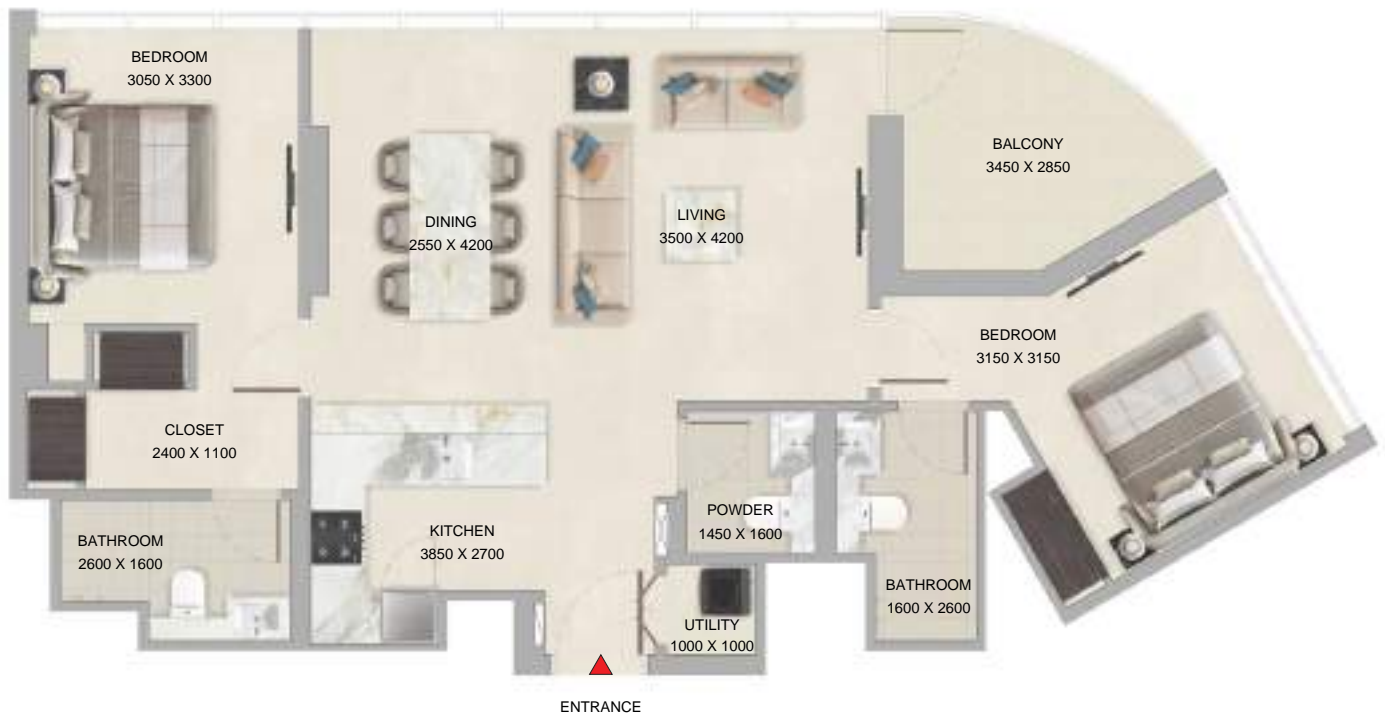 BEDROOM
3050 X 3300
BALCONY
3450 X 2850
DINING
2550 X 4200
LIVING
3500 X 4200
BEDROOM
3150 X 3150
CLOSET
2400 X 1100
BATHROOM
2600 X 1600
KITCHEN
3850 X 2700
POWDER
1450 X 1600
BATHROOM
1600 X 2600
UTILITY
1000 X 1000
ENTRANCE